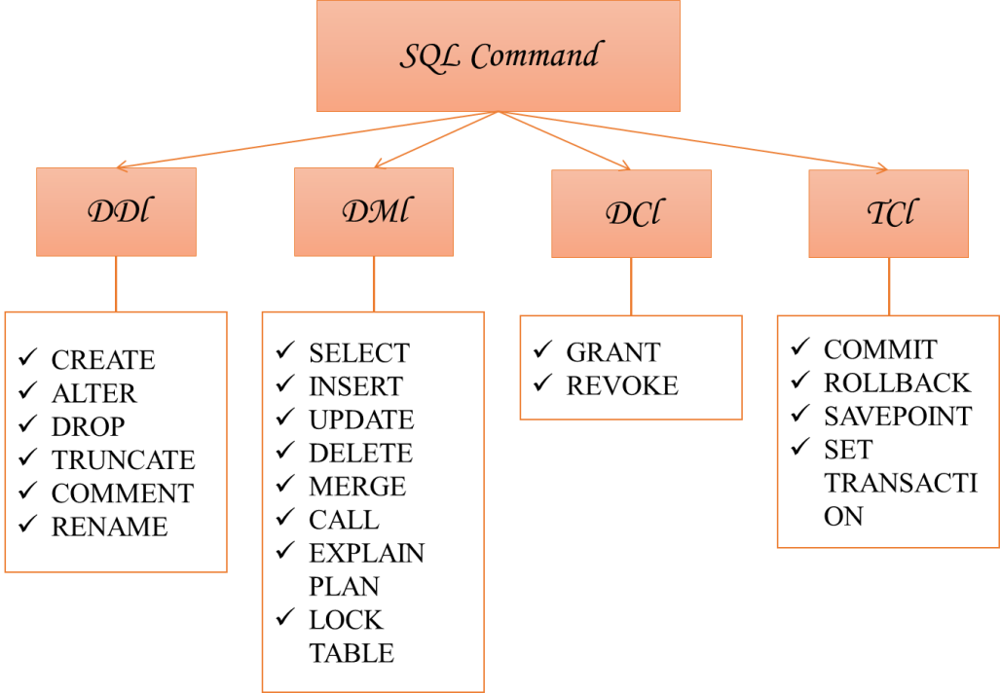 SQL Command
DDl
DMl
DCl
TCl
CREATE
ALTER
DROP
TRUNCATE
COMMENT
RENAME
SELECT
INSERT
UPDATE
DELETE
MERGE
CALL
EXPLAIN
PLAN
LOCK
TABLE
GRANT
REVOKE
COMMIT
ROLLBACK
SAVEPOINT
SET
TRANSACTI
ON